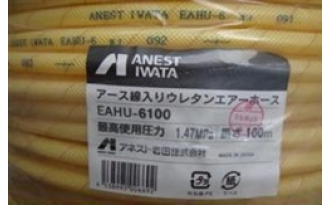 ANEST IWATA EAHU-6
091
ANEST IWATA EAHU-6
092
ANEST
IWATA
アース線入りウレタンエアーホース
EAHU-6100
最高使用圧力 1.47MPa 100m
アネスト岩田株式会社
MADE IN JAPAN